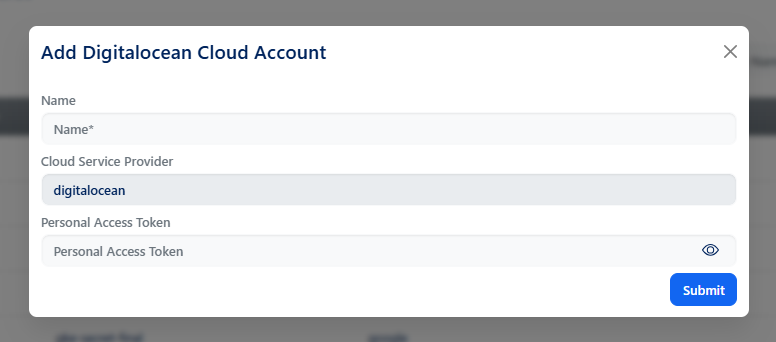 Add Digitalocean Cloud Account
Name
Name*
Cloud Service Provider
digitalocean
Personal Access Token
Personal Access Token
Submit